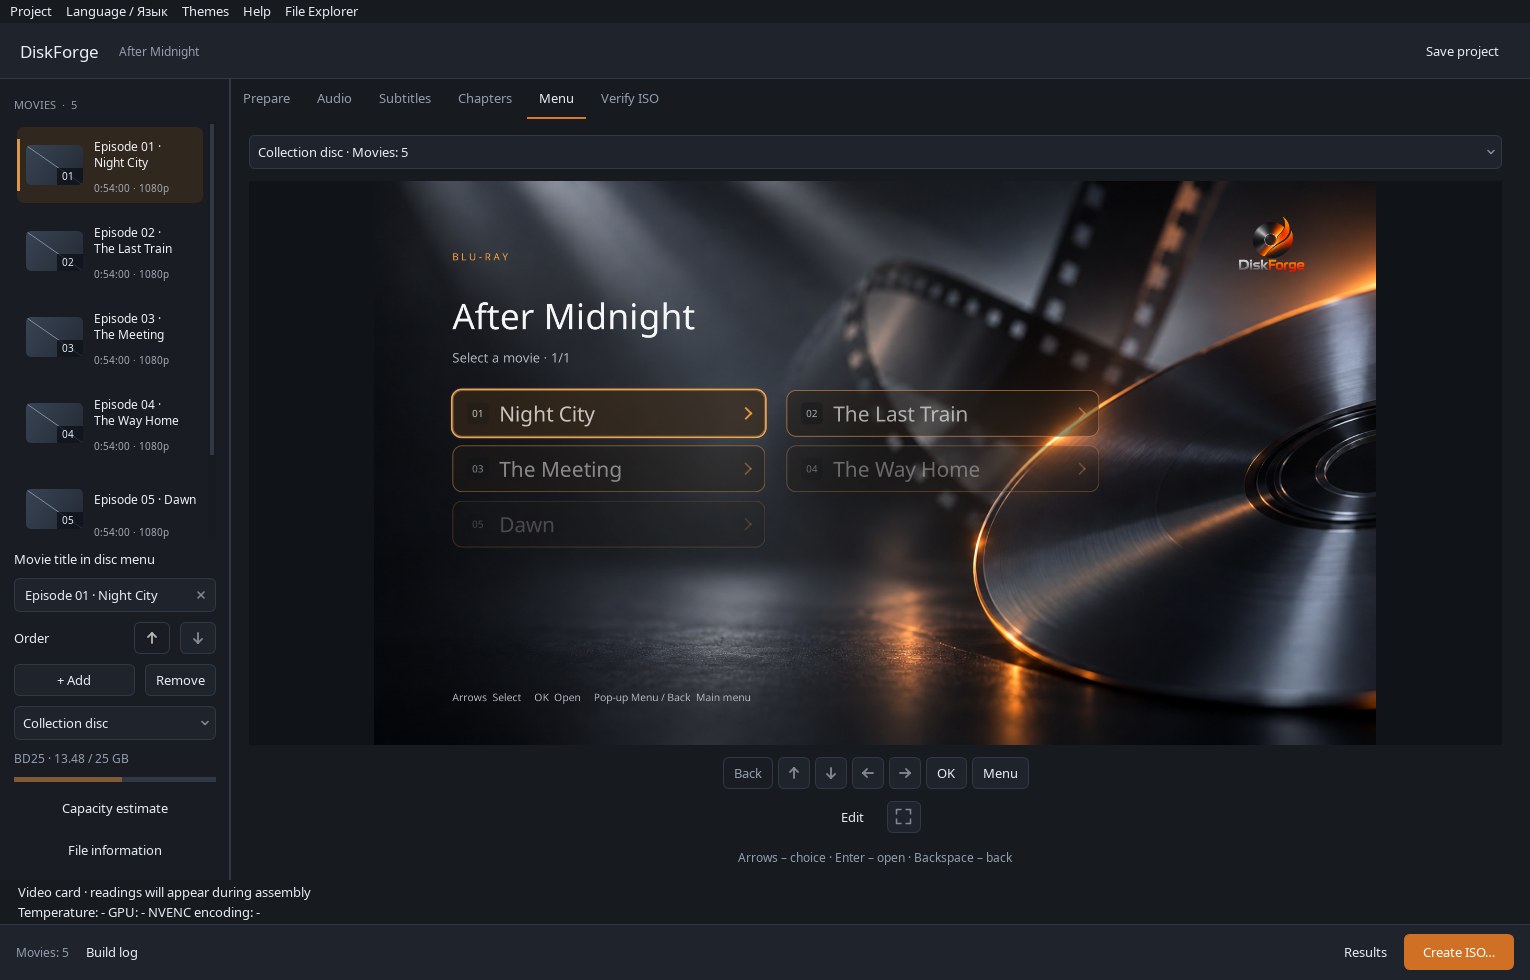 Project Language / Язык Themes Help File Explorer
DiskForge After Midnight Save project
MOVIES · 5
Episode 01 ·
Night City
01
0:54:00 · 1080p
Episode 02 ·
The Last Train
02
0:54:00 · 1080p
Episode 03 ·
The Meeting
03
0:54:00 · 1080p
Episode 04 ·
The Way Home
04
0:54:00 · 1080p
Episode 05 · Dawn
05
0:54:00 · 1080p
Movie title in disc menu
Episode 01 · Night City
Order
+ Add Remove
Collection disc
BD25 · 13.48 / 25 GB
Capacity estimate
File information
Prepare Audio Subtitles Chapters Menu Verify ISO
Collection disc · Movies: 5
BLU-RAY
DiskForge
After Midnight
Select a movie · 1/1
01 Night City
02 The Last Train
03 The Meeting
04 The Way Home
05 Dawn
Arrows Select OK Open Pop-up Menu / Back Main menu
Back OK Menu
Edit
Arrows – choice · Enter – open · Backspace – back
Video card · readings will appear during assembly
Temperature: - GPU: - NVENC encoding: -
Movies: 5 Build log Results Create ISO...